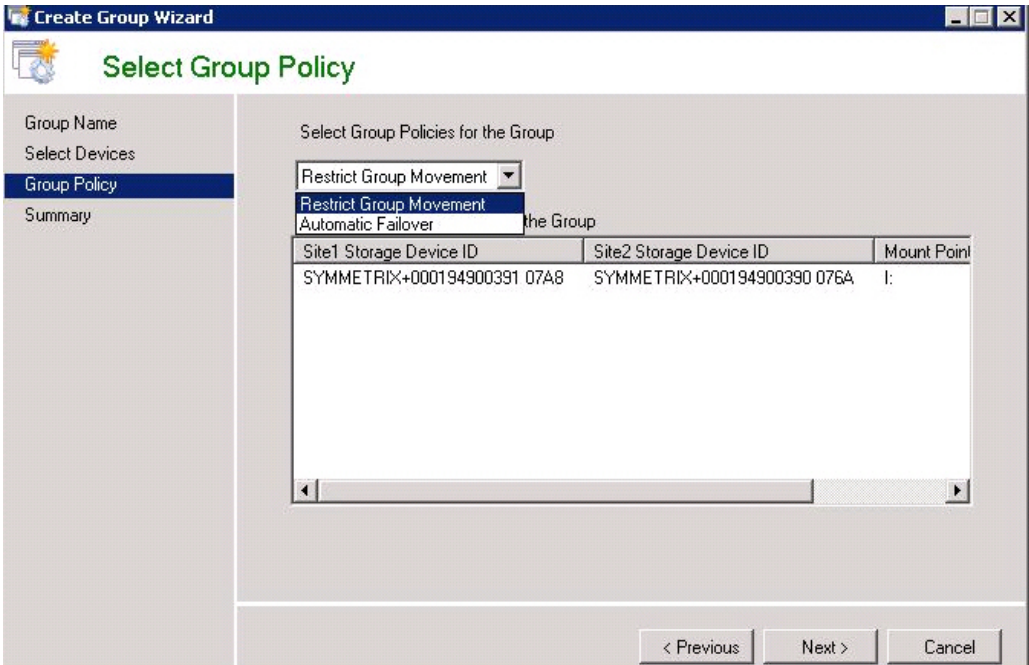 Create Group Wizard
Select Group Policy
Group Name
Select Devices
Group Policy
Summary
Select Group Policies for the Group
Restrict Group Movement
Restrict Group Movement
Automatic Failover
the Group
Site1 Storage Device ID Site2 Storage Device ID Mount Point
SYMMETRIX+000194900391 07A8 SYMMETRIX+000194900390 076A I:
< Previous Next > Cancel